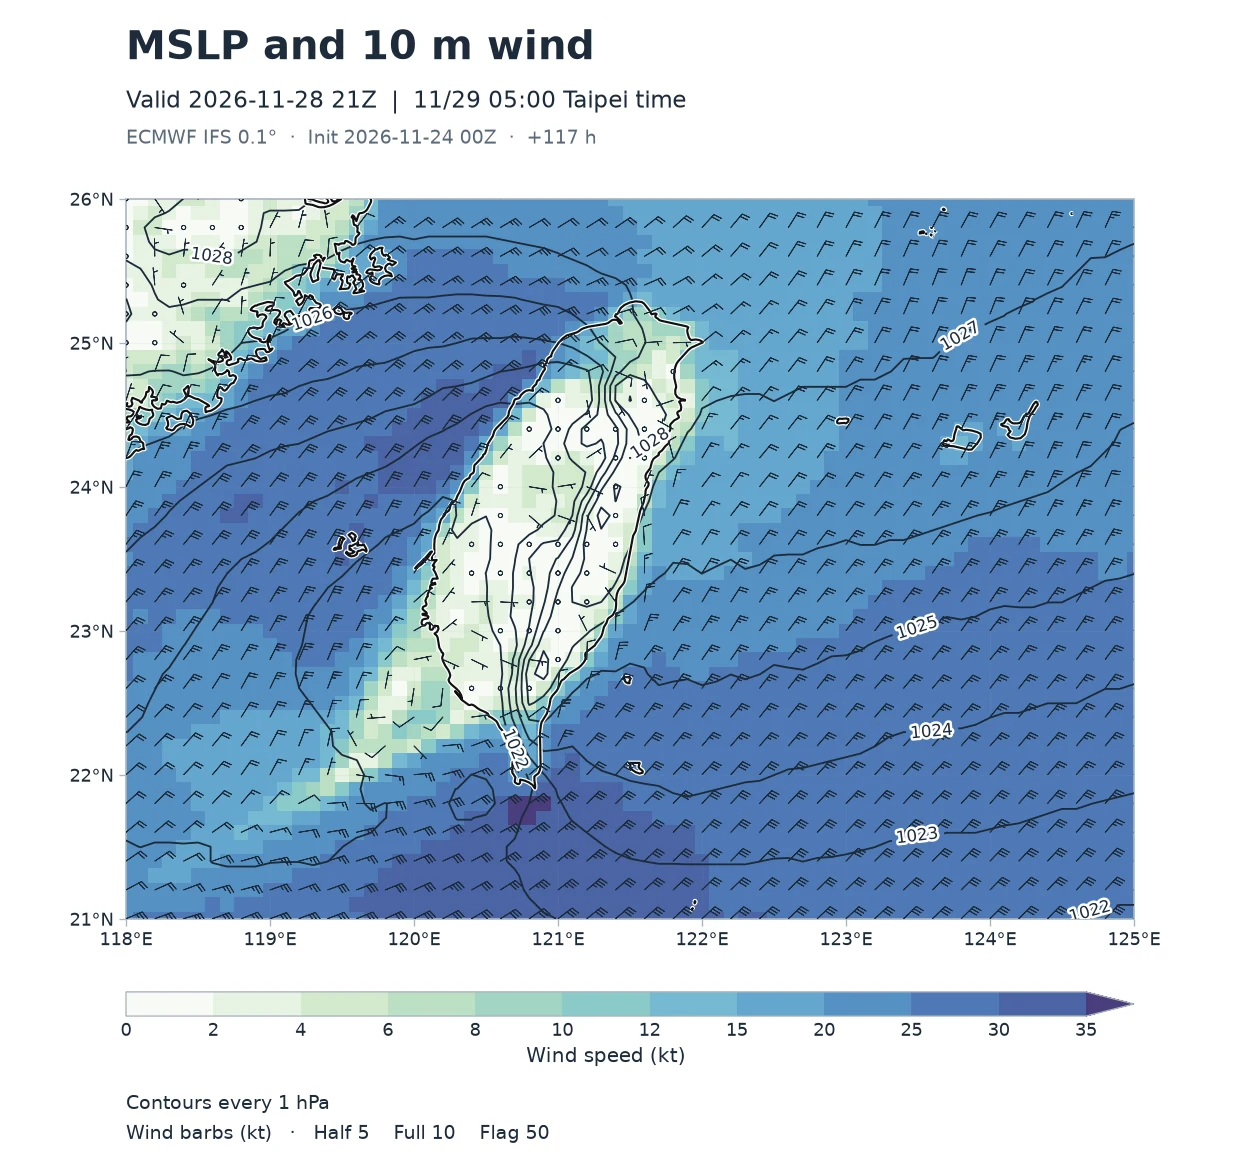 MSLP and 10 m wind
Valid 2026-11-28 21Z | 11/29 05:00 Taipei time
ECMWF IFS 0.1° · Init 2026-11-24 00Z · +117 h
26°N
25°N
24°N
23°N
22°N
21°N
1028
1026
1027
1028
1025
1024
1022
1023
1022
118°E 119°E 120°E 121°E 122°E 123°E 124°E 125°E
0 2 4 6 8 10 12 15 20 25 30 35
Wind speed (kt)
Contours every 1 hPa
Wind barbs (kt) · Half 5 Full 10 Flag 50